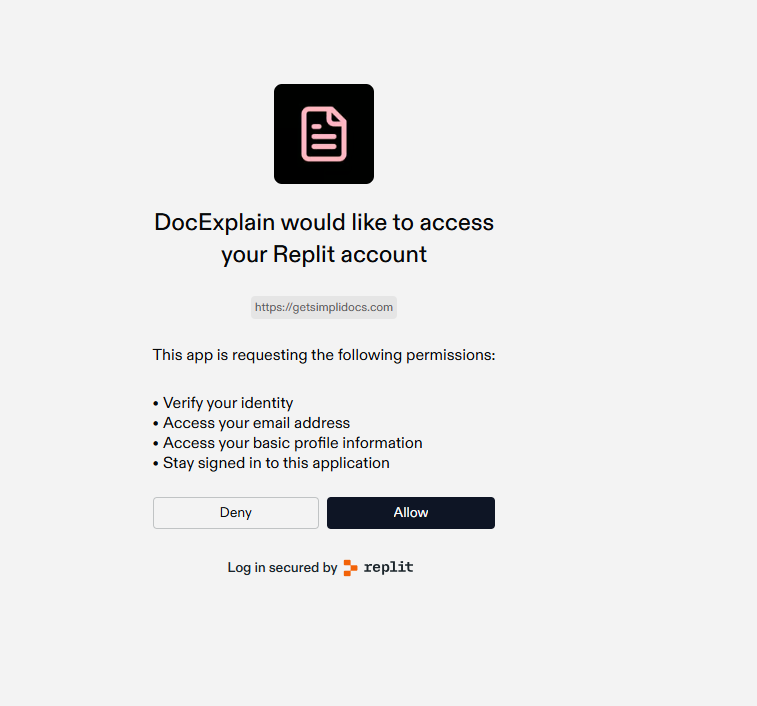 DocExplain would like to access
your Replit account
https://getsimplidocs.com
This app is requesting the following permissions:
• Verify your identity
• Access your email address
• Access your basic profile information
• Stay signed in to this application
Deny
Allow
Log in secured by replit